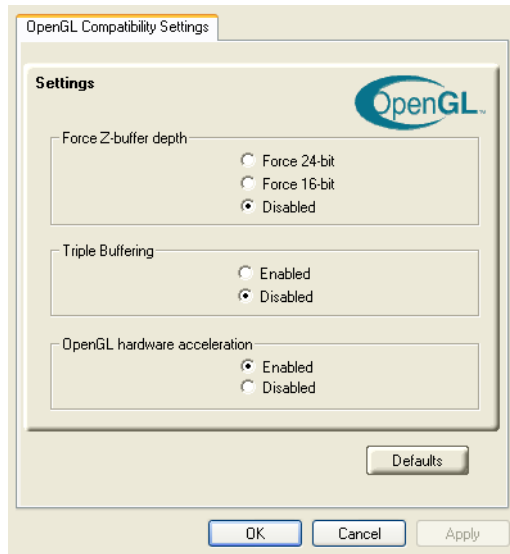 OpenGL Compatibility Settings
Settings
OpenGL™
Force Z-buffer depth
Force 24-bit
Force 16-bit
Disabled
Triple Buffering
Enabled
Disabled
OpenGL hardware acceleration
Enabled
Disabled
Defaults
OK
Cancel
Apply